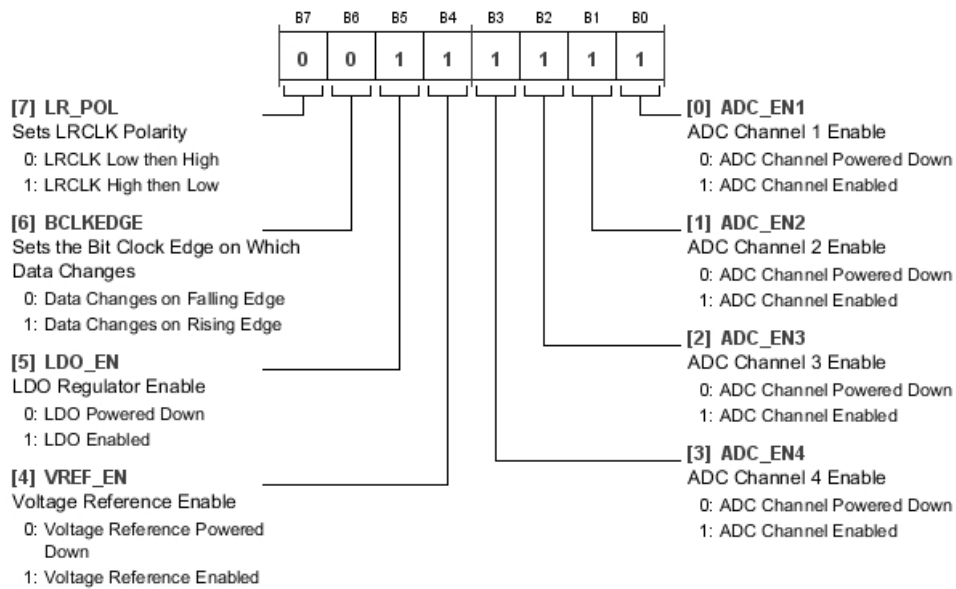 B7 B6 B5 B4 B3 B2 B1 B0
0 0 1 1 1 1 1 1
[7] LR_POL
Sets LRCLK Polarity
0: LRCLK Low then High
1: LRCLK High then Low
[6] BCLKEDGE
Sets the Bit Clock Edge on Which
Data Changes
0: Data Changes on Falling Edge
1: Data Changes on Rising Edge
[5] LDO_EN
LDO Regulator Enable
0: LDO Powered Down
1: LDO Enabled
[4] VREF_EN
Voltage Reference Enable
0: Voltage Reference Powered
Down
1: Voltage Reference Enabled
[0] ADC_EN1
ADC Channel 1 Enable
0: ADC Channel Powered Down
1: ADC Channel Enabled
[1] ADC_EN2
ADC Channel 2 Enable
0: ADC Channel Powered Down
1: ADC Channel Enabled
[2] ADC_EN3
ADC Channel 3 Enable
0: ADC Channel Powered Down
1: ADC Channel Enabled
[3] ADC_EN4
ADC Channel 4 Enable
0: ADC Channel Powered Down
1: ADC Channel Enabled